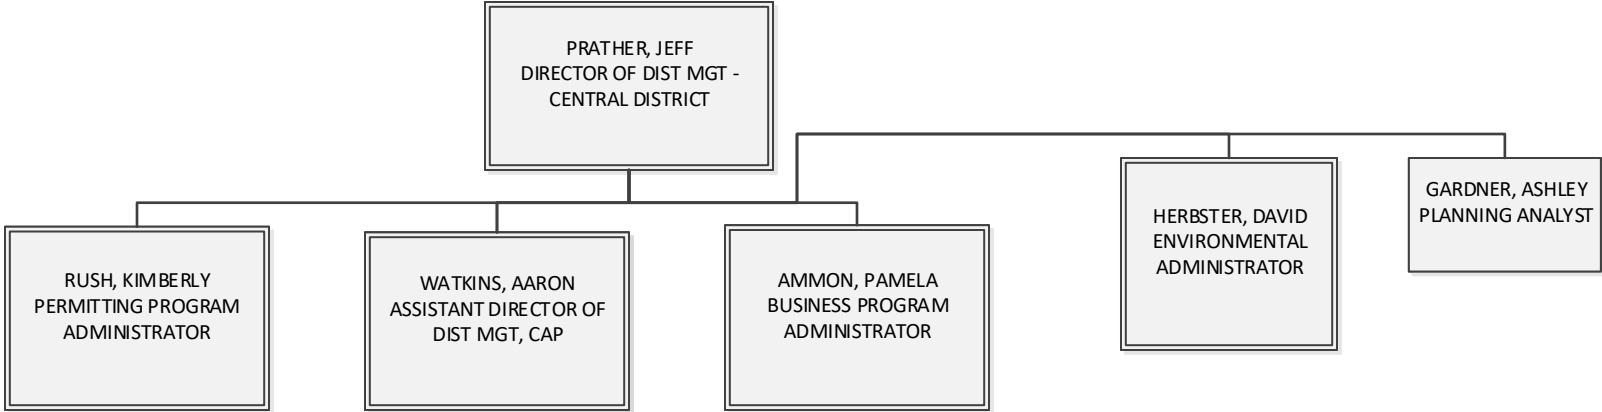 PRATHER, JEFF
DIRECTOR OF DIST MGT -
CENTRAL DISTRICT
RUSH, KIMBERLY
PERMITTING PROGRAM
ADMINISTRATOR
WATKINS, AARON
ASSISTANT DIRECTOR OF
DIST MGT, CAP
AMMON, PAMELA
BUSINESS PROGRAM
ADMINISTRATOR
HERBSTER, DAVID
ENVIRONMENTAL
ADMINISTRATOR
GARDNER, ASHLEY
PLANNING ANALYST